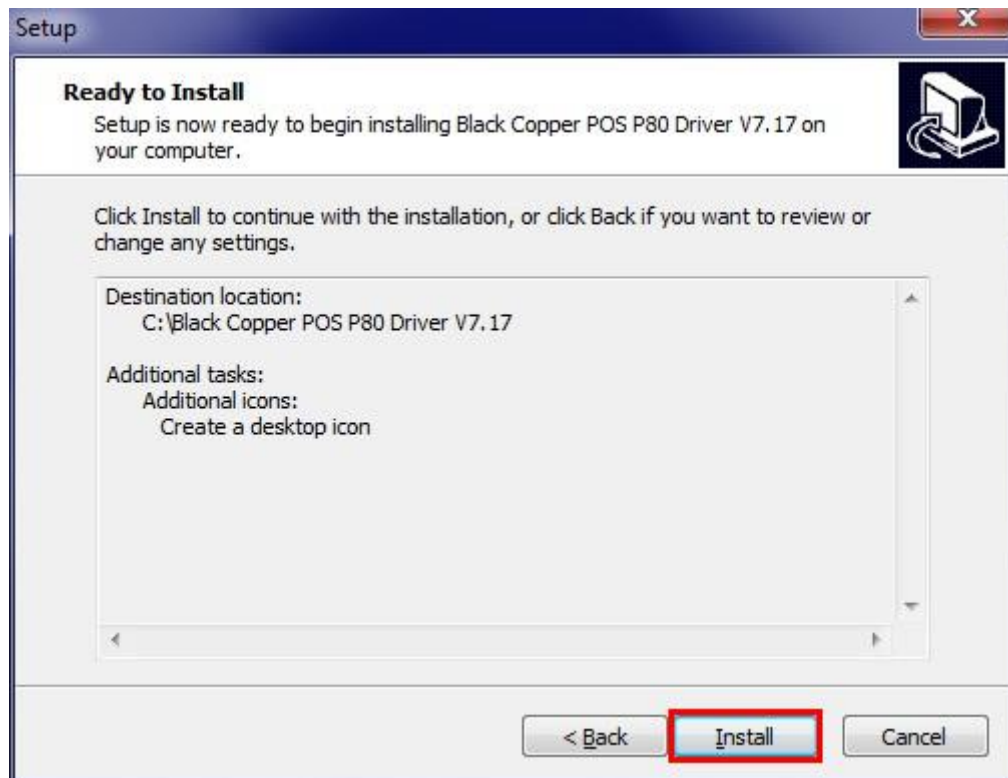 Setup
Ready to Install
Setup is now ready to begin installing Black Copper POS P80 Driver V7.17 on
your computer.
Click Install to continue with the installation, or click Back if you want to review or
change any settings.
Destination location:
C:\Black Copper POS P80 Driver V7.17
Additional tasks:
Additional icons:
Create a desktop icon
< Back
Install
Cancel